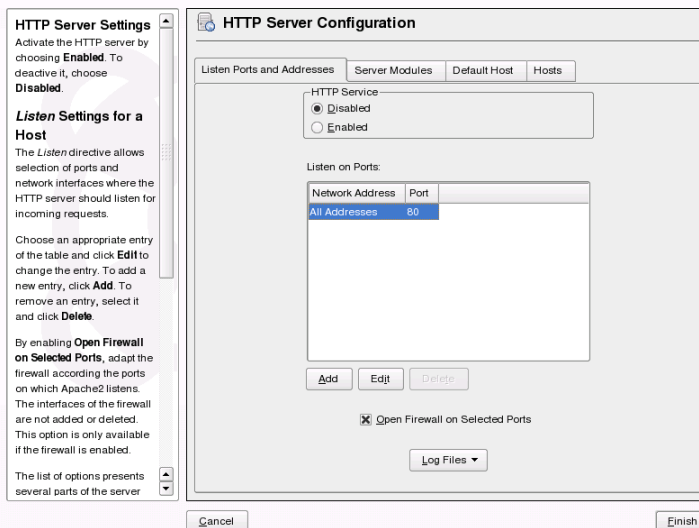 HTTP Server Settings
Activate the HTTP server by
choosing Enabled. To
deactive it, choose
Disabled.
Listen Settings for a
Host
The Listen directive allows
selection of ports and
network interfaces where the
HTTP server should listen for
incoming requests.
Choose an appropriate entry
of the table and click Edit to
change the entry. To add a
new entry, click Add. To
remove an entry, select it
and click Delete.
By enabling Open Firewall
on Selected Ports, adapt the
firewall according the ports
on which Apache2 listens.
The interfaces of the firewall
are not added or deleted.
This option is only available
if the firewall is enabled.
The list of options presents
several parts of the server
HTTP Server Configuration
Listen Ports and Addresses Server Modules Default Host Hosts
HTTP Service
Disabled
Enabled
Listen on Ports:
Network Address Port
All Addresses 80
Add Edit Delete
Open Firewall on Selected Ports
Log Files
Cancel Finish